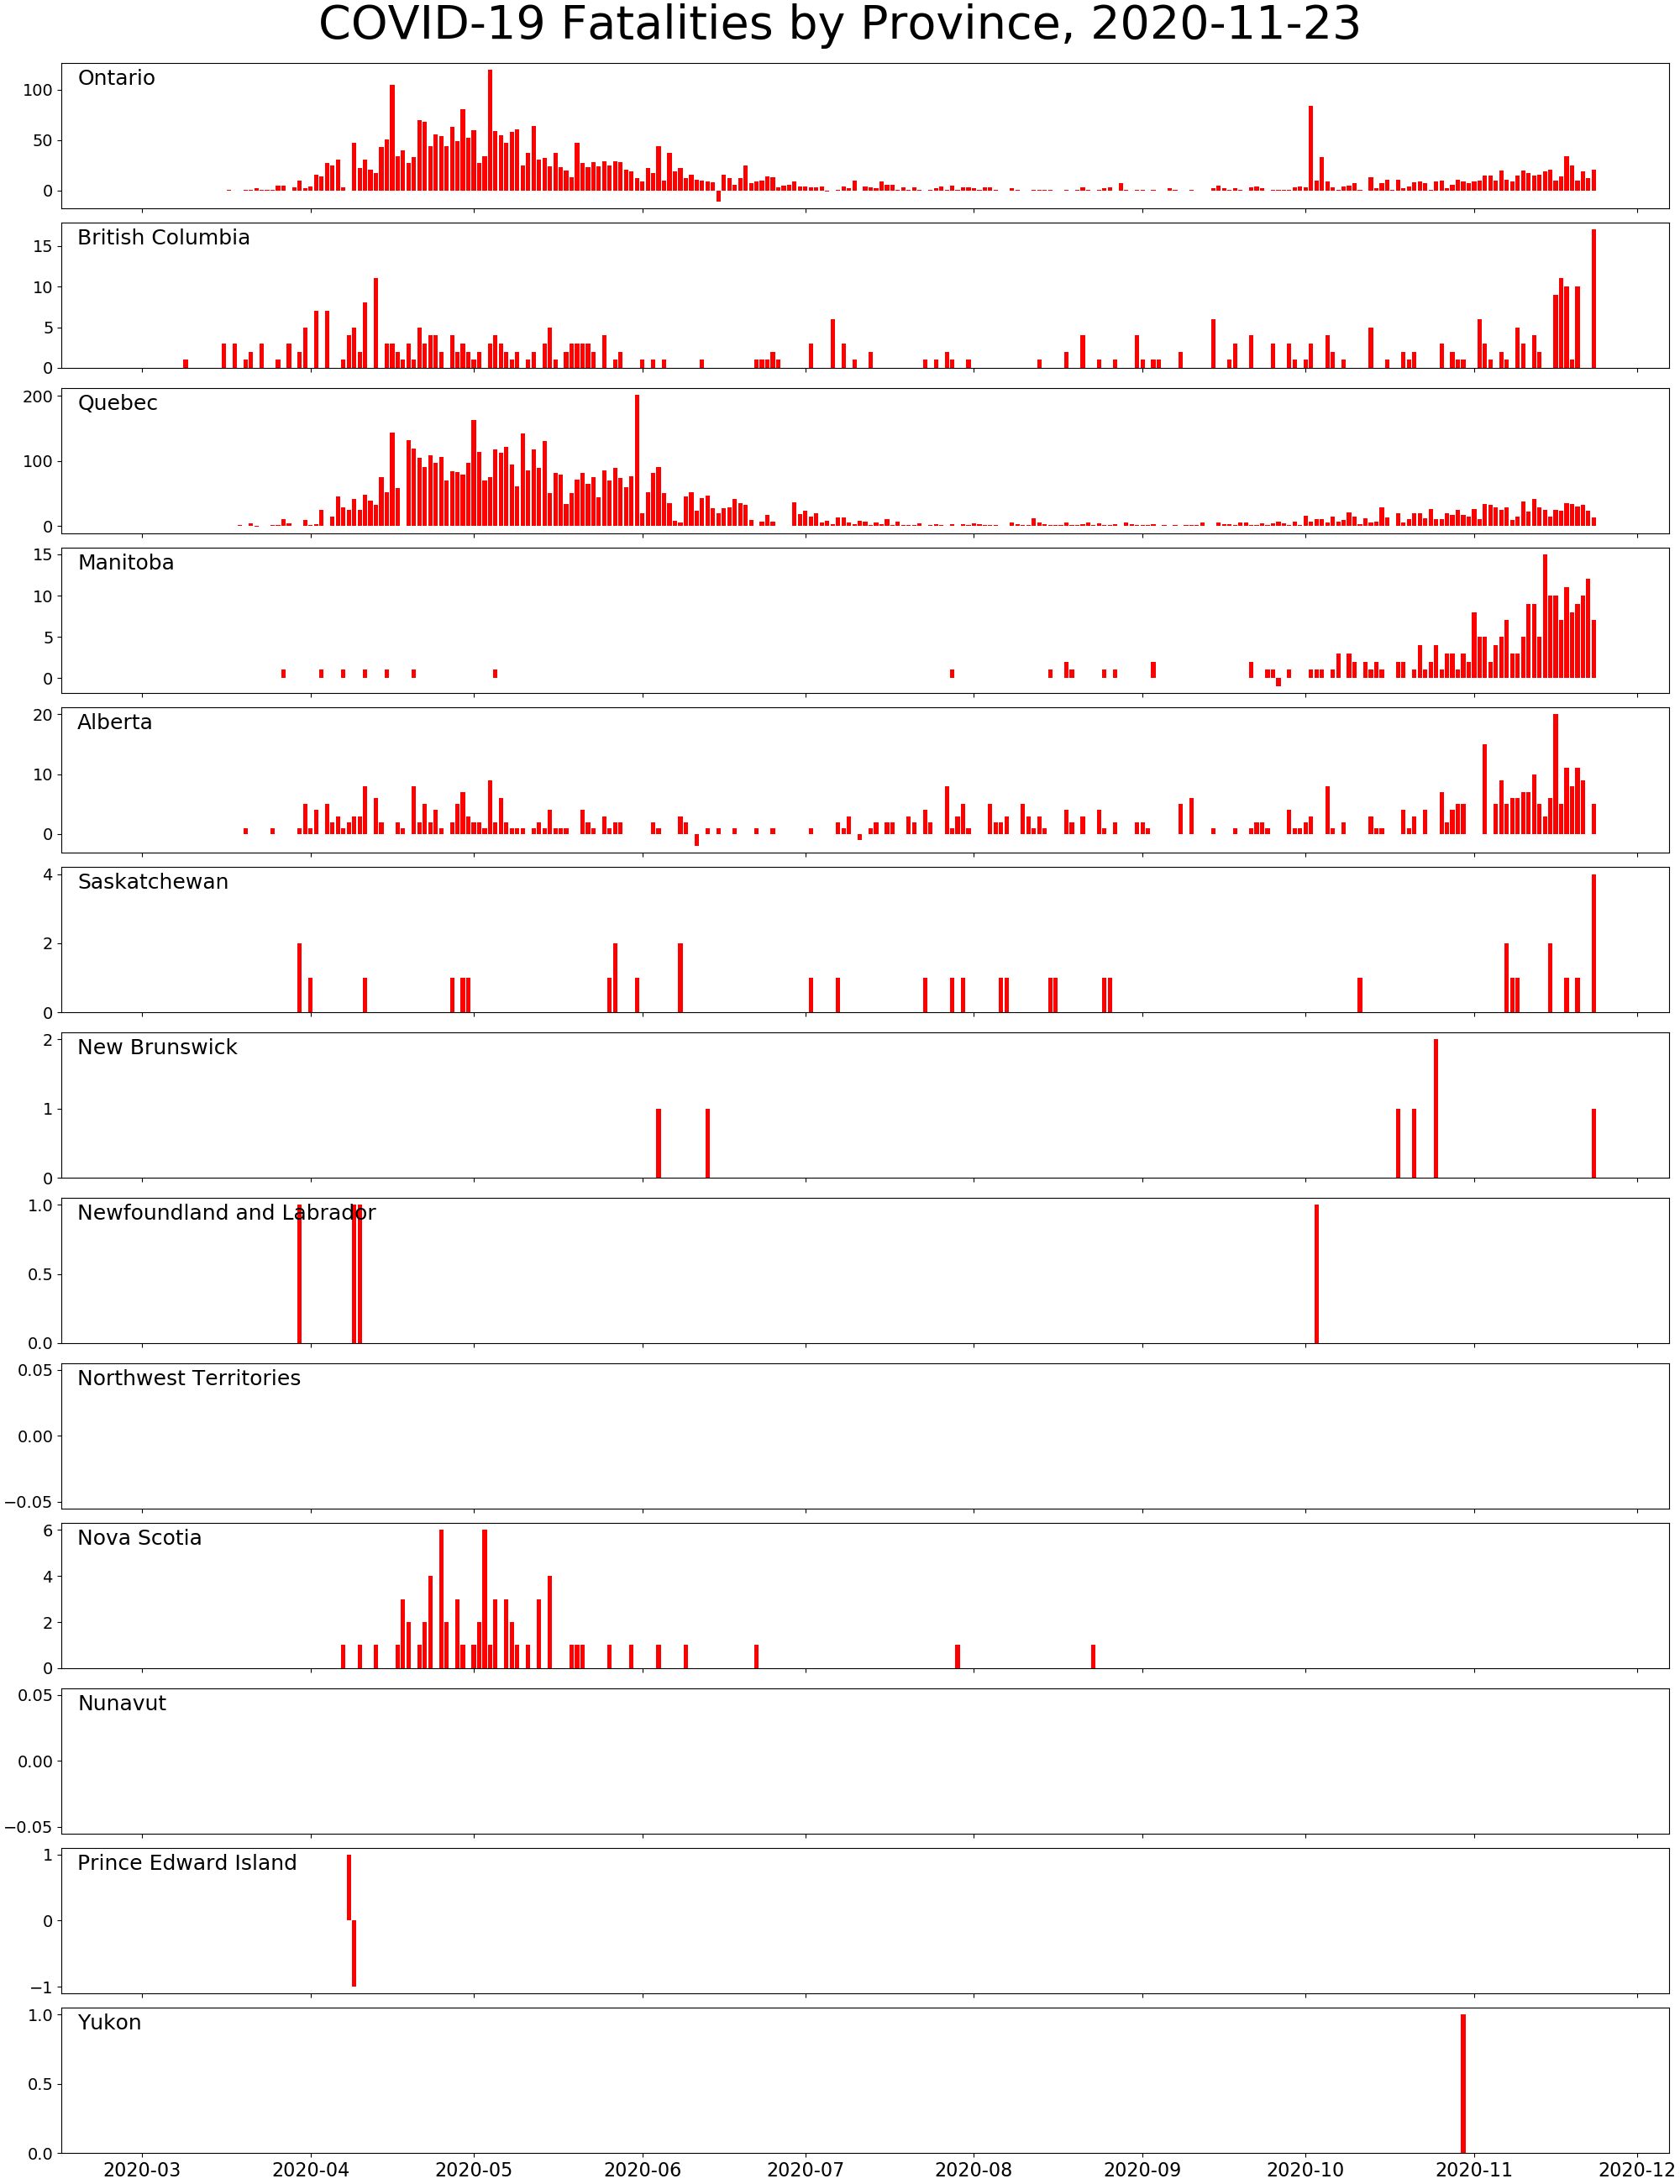 COVID-19 Fatalities by Province, 2020-11-23
Ontario
100
50
0
British Columbia
15
10
5
0
Quebec
200
100
0
Manitoba
15
10
5
0
Alberta
20
10
0
Saskatchewan
4
2
0
New Brunswick
2
1
0
Newfoundland and Labrador
1.0
0.5
0.0
Northwest Territories
0.05
0.00
−0.05
Nova Scotia
6
4
2
0
Nunavut
0.05
0.00
−0.05
Prince Edward Island
1
0
−1
Yukon
1.0
0.5
0.0
2020-03 2020-04 2020-05 2020-06 2020-07 2020-08 2020-09 2020-10 2020-11 2020-12